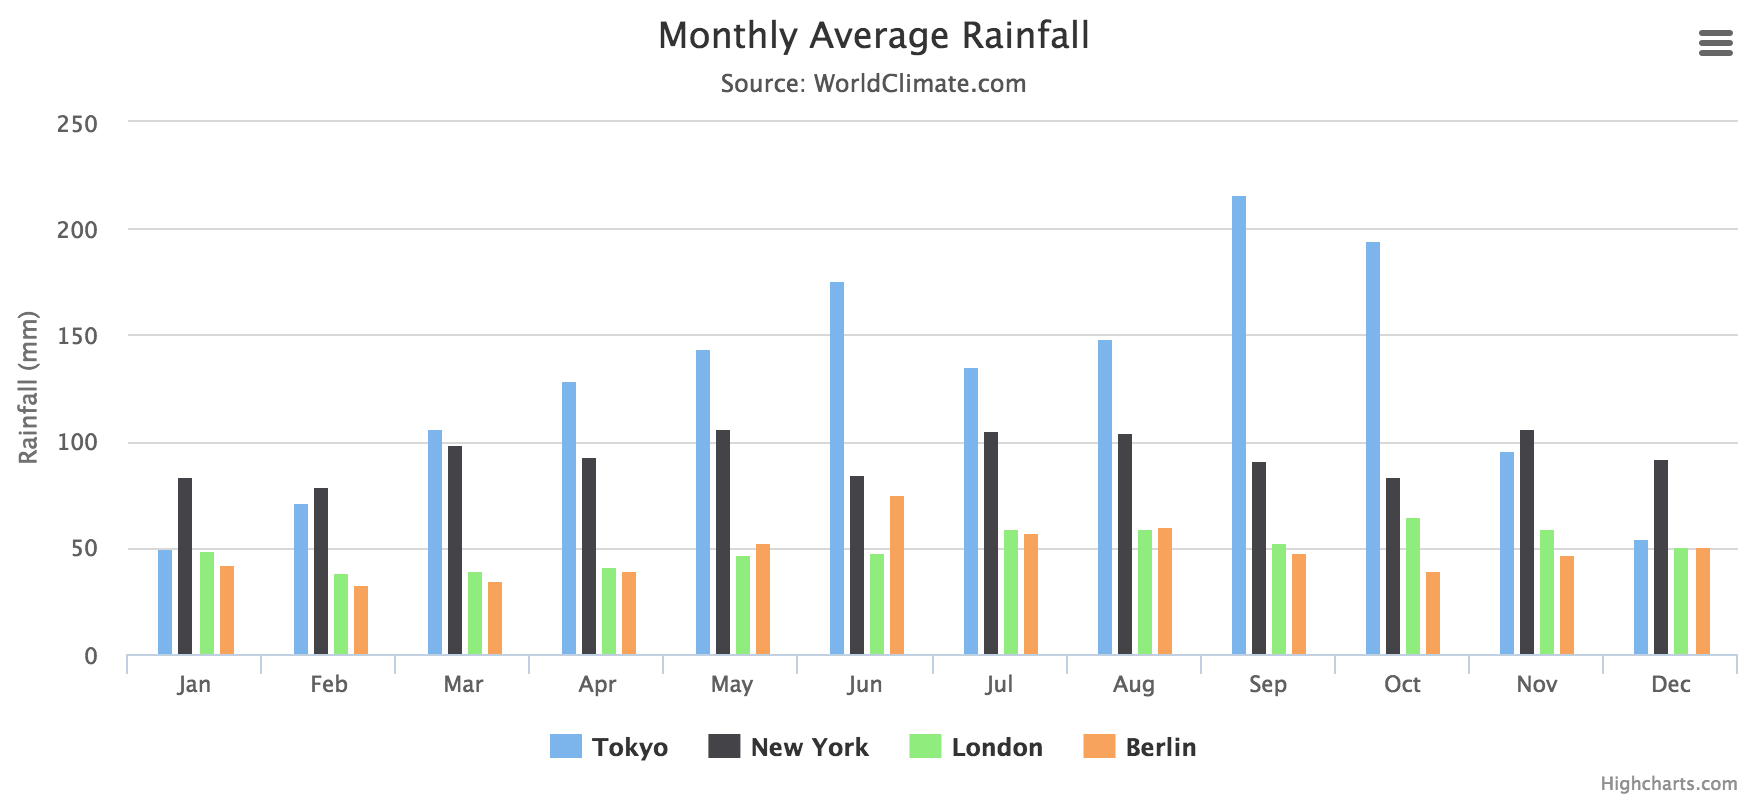 Monthly Average Rainfall
Source: WorldClimate.com
Rainfall (mm)
250
200
150
100
50
0
Jan Feb Mar Apr May Jun Jul Aug Sep Oct Nov Dec
Tokyo New York London Berlin
Highcharts.com